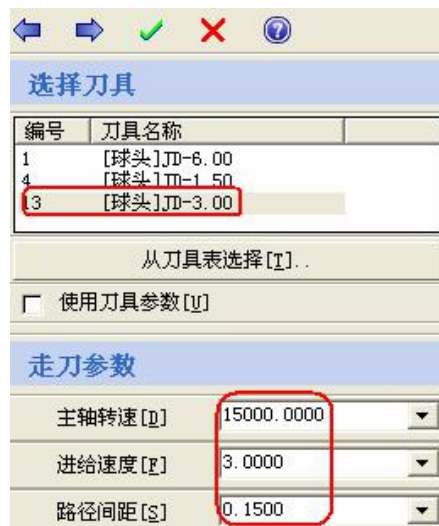 选择刀具
编号 刀具名称
1 [球头]JD-6.00
4 [球头]JD-1.50
13 [球头]JD-3.00
从刀具表选择[T]..
使用刀具参数[U]
走刀参数
主轴转速[D] 15000.0000
进给速度[F] 3.0000
路径间距[S] 0.1500